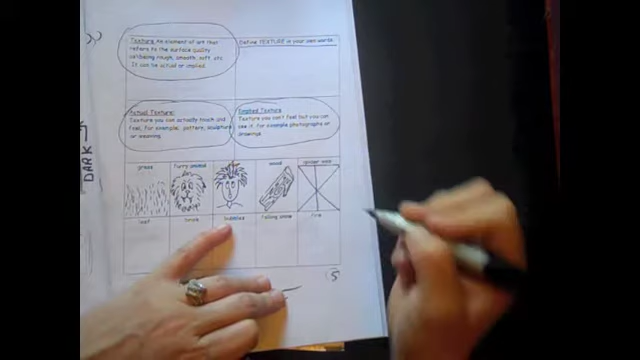 Texture: An element of art that
refers to the surface quality
as being rough, smooth, soft, etc.
It can be actual or implied.
Define TEXTURE in your own words:
Actual Texture:
Texture you can actually touch and
feel, for example, pottery, sculpture
or weaving.
Implied Texture:
Texture you can't feel but you can
see it, for example photographs or
drawings.
DARK
grass
furry animal
wood
spider web
leaf
bubbles
falling snow
fire
5